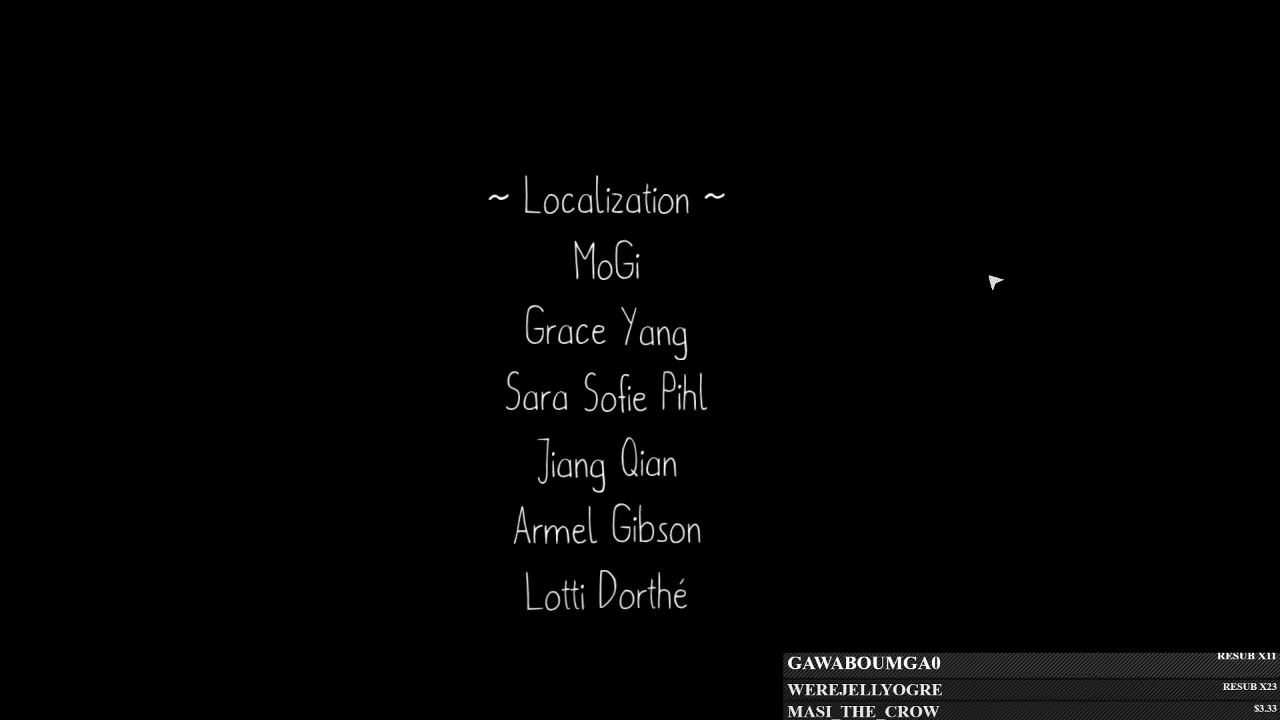 ~ Localization ~
MoGi
Grace Yang
Sara Sofie Pihl
Jiang Qian
Armel Gibson
Lotti Dorthé
GAWABOUMGA0 RESUB X11
WEREJELLYOGRE RESUB X23
MASI_THE_CROW $3.33